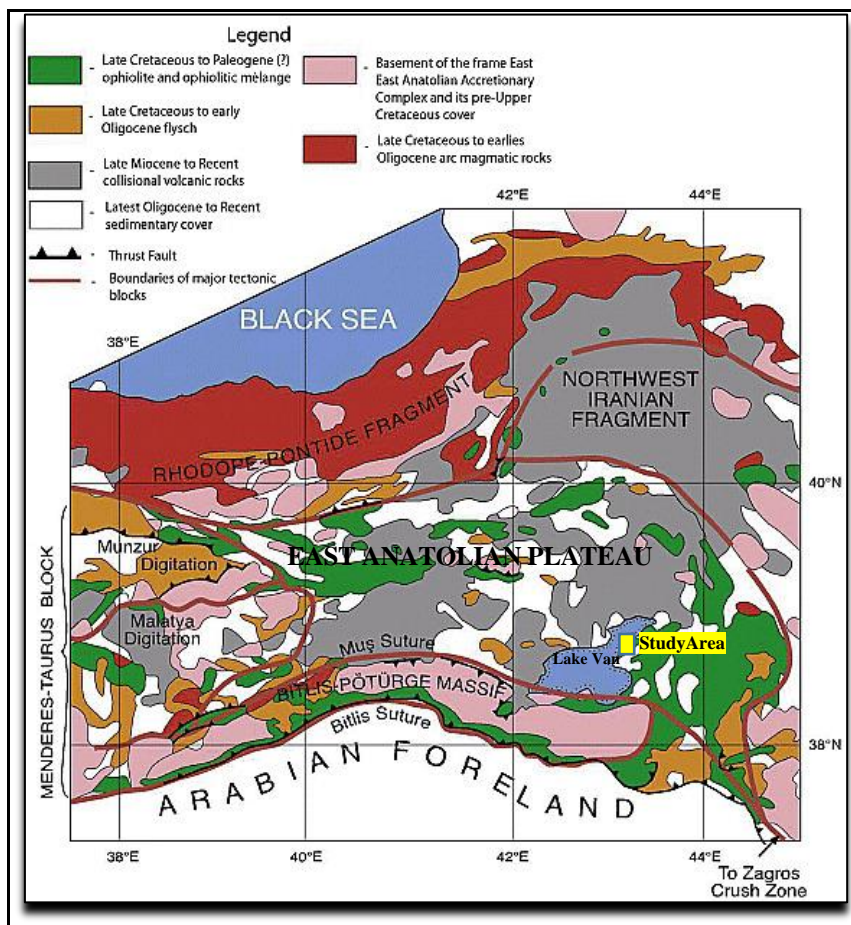 Legend
- Late Cretaceous to Paleogene (?)
ophiolite and ophiolitic mèlange
- Late Cretaceous to early
Oligocene flysch
- Late Miocene to Recent
collisional volcanic rocks
- Latest Oligocene to Recent
sedimentary cover
- Thrust Fault
- Boundaries of major tectonic
blocks
- Basement of the frame East
East Anatolian Accretionary
Complex and its pre-Upper
Cretaceous cover
- Late Cretaceous to earlies
Oligocene arc magmatic rocks
42°E
44°E
38°E
BLACK SEA
NORTHWEST
IRANIAN
FRAGMENT
RHODOPE-PONTIDE FRAGMENT
40°N
MENDERES-TAURUS BLOCK
Munzur
Digitation
EAST ANATOLIAN PLATEAU
Malatya
Digitation
Muş Suture
StudyArea
Lake Van
BITLIS-PÖTÜRGE MASSIF
Bitlis Suture
38°N
ARABIAN FORELAND
38°E
40°E
42°E
44°E
To Zagros
Crush Zone